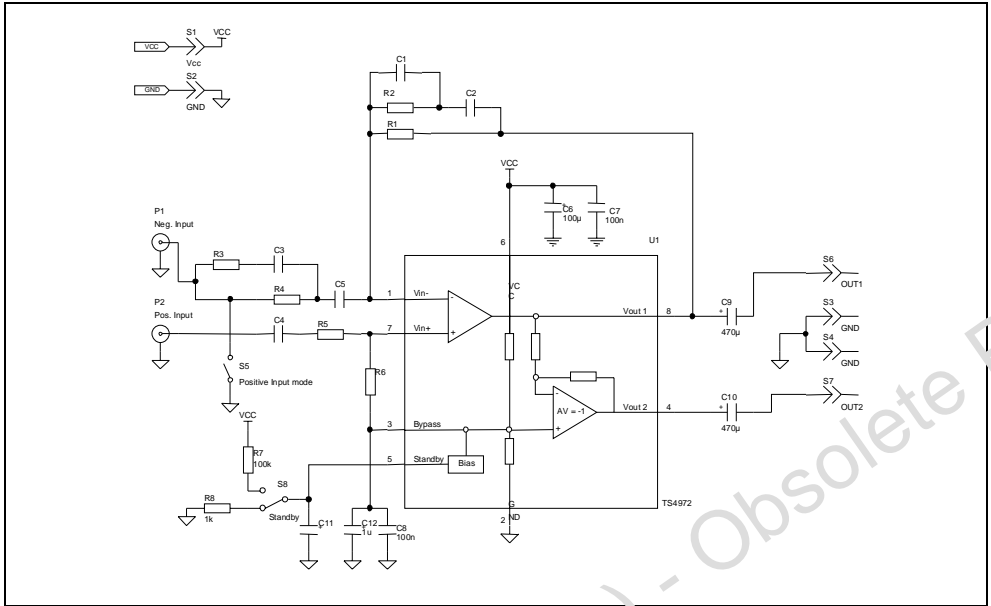 S1
VCC
VCC
Vcc
S2
GND
GND
C1
R2
C2
R1
VCC
C6
100µ
C7
100n
P1
Neg. Input
6
U1
R3
C3
S6
OUT1
VC
C
R4
C5
1
Vin-
-
Vout 1
8
C9
+
470µ
S3
GND
P2
Pos. Input
C4
R5
7
Vin+
+
S4
GND
S5
Positive Input mode
R6
S7
OUT2
-
AV = -1
+
Vout 2
4
C10
+
470µ
VCC
3
Bypass
R7
100k
5
Standby
Bias
S8
R8
1k
Standby
C11
+
C12
1u
C8
100n
G
ND
2
TS4972
) - Obsolete